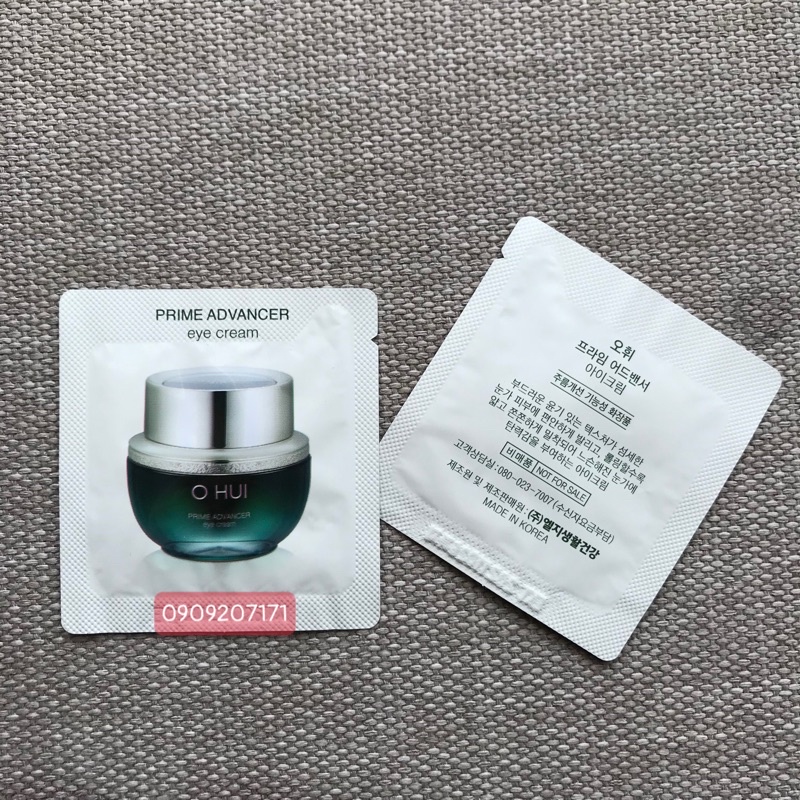 PRIME ADVANCER
eye cream
O HUI
PRIME ADVANCER
eye cream
0909207171
오휘
프라임 어드밴서
아이크림
주름개선 기능성 화장품
부드러운 윤기 있는 텍스처가 섬세한
눈가 피부에 편안하게 발리고, 롤링할수록
얇고 쫀쫀하게 밀착되어 느슨해진 눈가에
탄력감을 부여하는 아이크림
비매품 NOT FOR SALE
고객상담실 : 080-023-7007 (수신자요금부담)
제조원 및 제조판매원 : (주)엘지생활건강
MADE IN KOREA